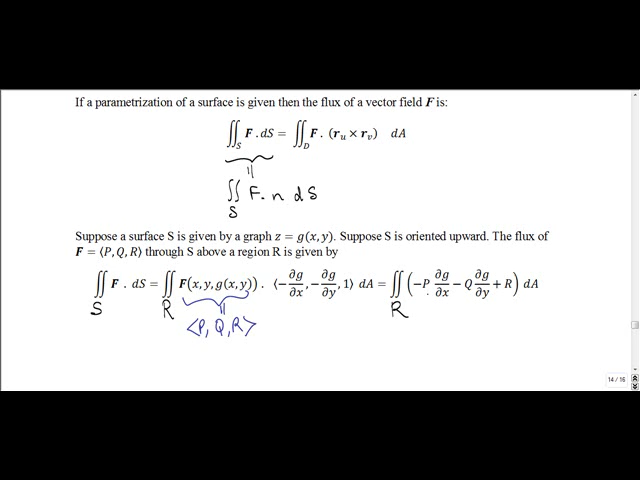 If a parametrization of a surface is given then the flux of a vector field F is:
∬_S F . dS = ∬_D F . (r_u × r_v) dA
||
∬_S F. n dS
Suppose a surface S is given by a graph z = g(x, y). Suppose S is oriented upward. The flux of
F = ⟨P, Q, R⟩ through S above a region R is given by
∬_S F . dS = ∬_R F(x, y, g(x, y)) . ⟨−∂g/∂x, −∂g/∂y, 1⟩ dA = ∬_R (−P ∂g/∂x − Q ∂g/∂y + R) dA
||
<P, Q, R>
14 / 16